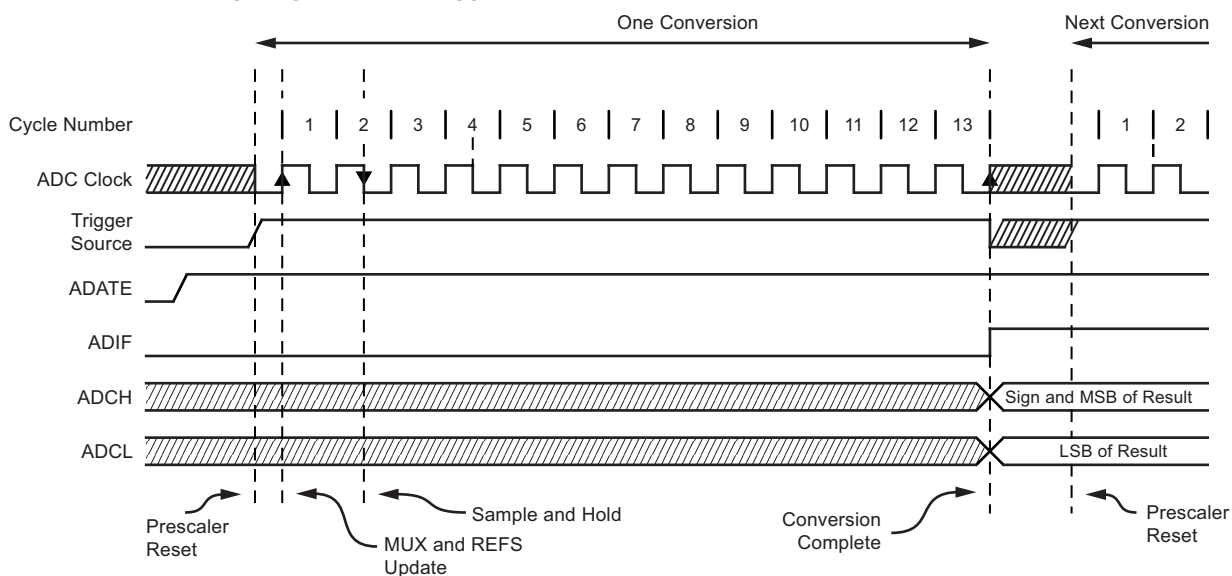 One Conversion
Next Conversion
Cycle Number
1 2 3 4 5 6 7 8 9 10 11 12 13 1 2
ADC Clock
Trigger
Source
ADATE
ADIF
ADCH
Sign and MSB of Result
ADCL
LSB of Result
Prescaler
Reset
Sample and Hold
MUX and REFS
Update
Conversion
Complete
Prescaler
Reset